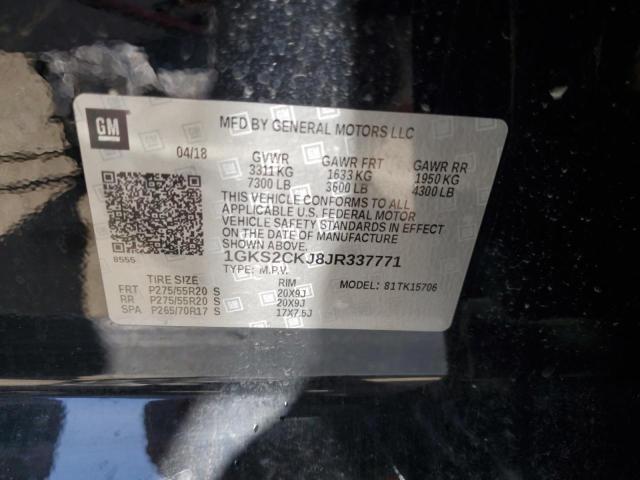 GM
MFD BY GENERAL MOTORS LLC
04/18 GVWR GAWR FRT GAWR RR
3311 KG 1633 KG 1950 KG
7300 LB 3600 LB 4300 LB
THIS VEHICLE CONFORMS TO ALL
APPLICABLE U.S. FEDERAL MOTOR
VEHICLE SAFETY STANDARDS IN EFFECT
ON THE DATE OF MANUFACTURE
SHOWN ABOVE.
8555
1GKS2CKJ8JR337771
TYPE: M.P.V.
TIRE SIZE RIM MODEL: 81TK15706
FRT P275/55R20 S 20X9J
RR P275/55R20 S 20X9J
SPA P265/70R17 S 17X7.5J